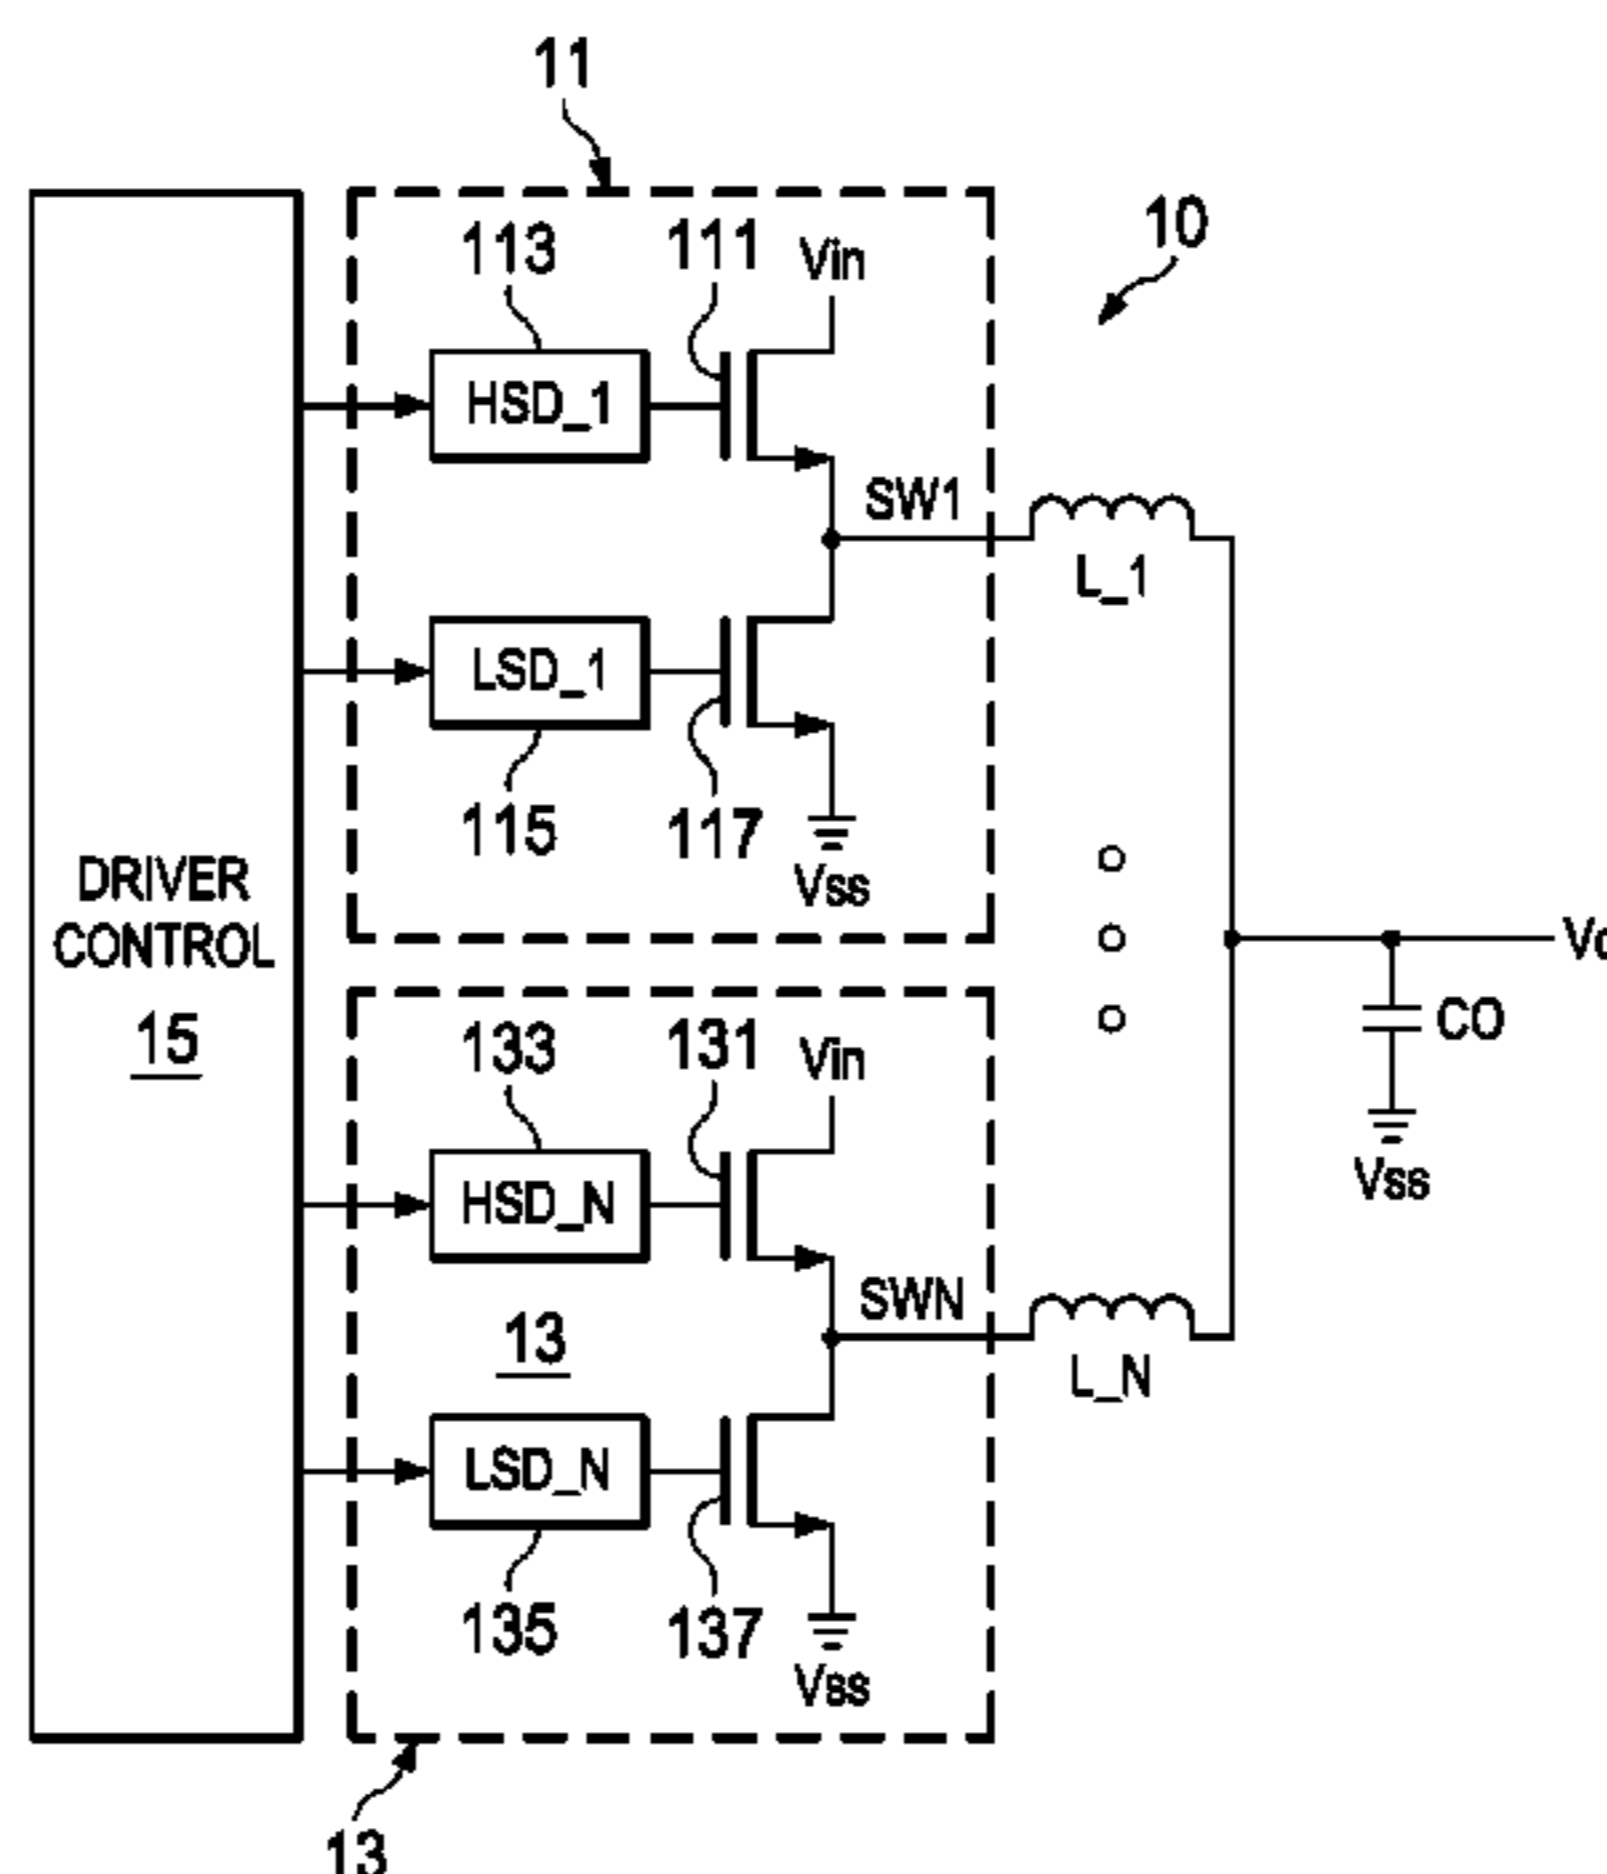 11
10
113
111
Vin
HSD_1
SW1
L_1
LSD_1
115
117
Vss
DRIVER
CONTROL
15
CO
Vss
133
131
Vin
HSD_N
SWN
13
L_N
LSD_N
135
137
Vss
13